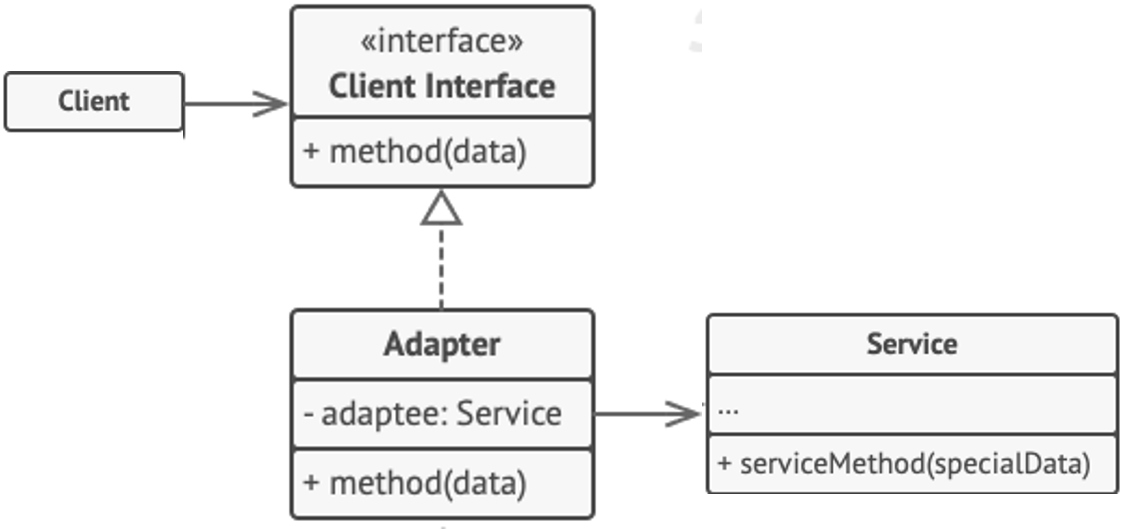 «interface»
Client Interface
Client
+ method(data)
Adapter
- adaptee: Service
+ method(data)
Service
...
+ serviceMethod(specialData)